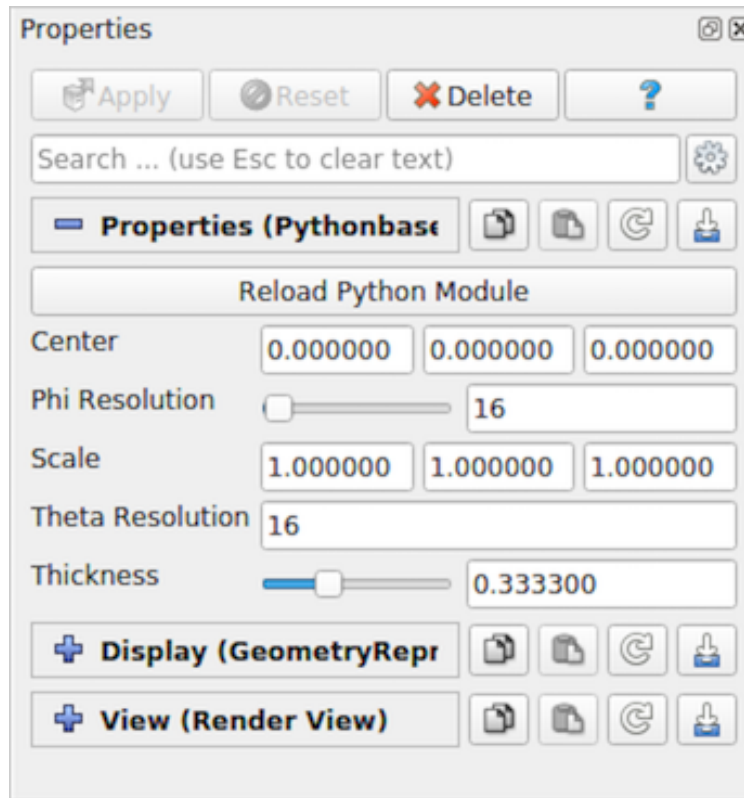 Properties
Apply Reset Delete ?
Search ... (use Esc to clear text)
Properties (Pythonbase
Reload Python Module
Center 0.000000 0.000000 0.000000
Phi Resolution 16
Scale 1.000000 1.000000 1.000000
Theta Resolution 16
Thickness 0.333300
Display (GeometryRepr
View (Render View)